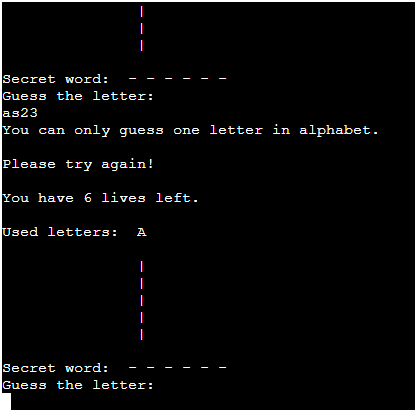 |
|
|
Secret word:  - - - - - -
Guess the letter:
as23
You can only guess one letter in alphabet.
Please try again!
You have 6 lives left.
Used letters:  A
|
|
|
|
|
Secret word:  - - - - - -
Guess the letter: